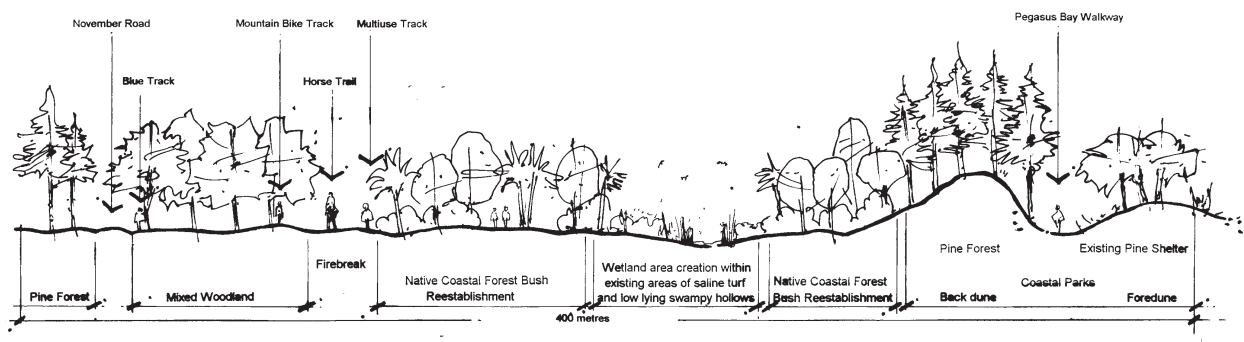 November Road
Mountain Bike Track
Multiuse Track
Pegasus Bay Walkway
Blue Track
Horse Trail
Firebreak
Pine Forest
Mixed Woodland
Native Coastal Forest Bush
Reestablishment
Wetland area creation within
existing areas of saline turf
and low lying swampy hollows
Native Coastal Forest
Bush Reestablishment
Pine Forest
Existing Pine Shelter
Coastal Parks
Back dune
Foredune
400 metres